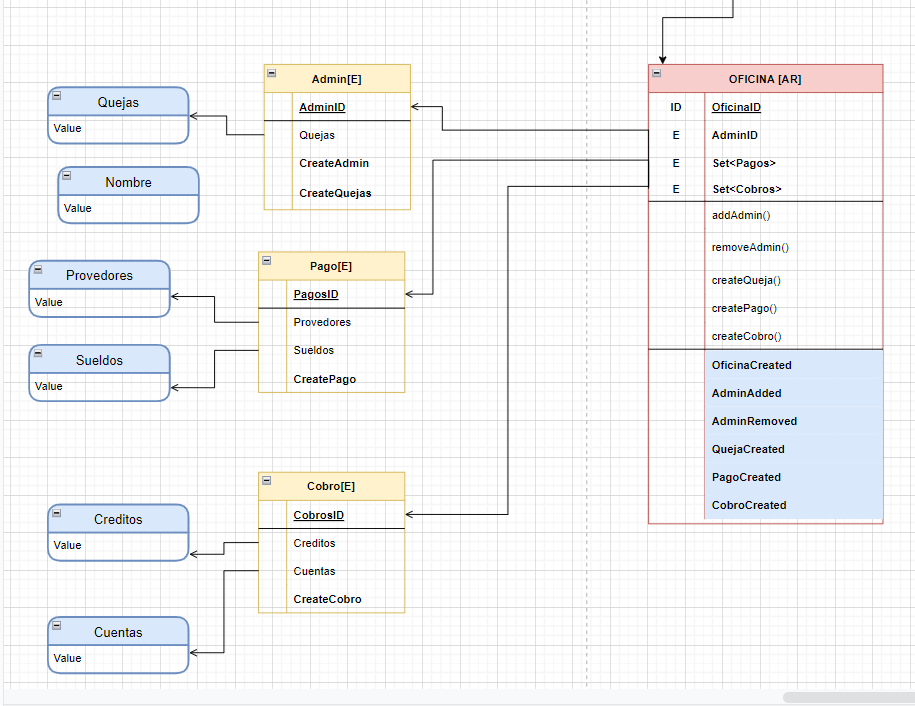 Quejas
Value
Nombre
Value
Provedores
Value
Sueldos
Value
Creditos
Value
Cuentas
Value
Admin[E]
AdminID
Quejas
CreateAdmin
CreateQuejas
Pago[E]
PagosID
Provedores
Sueldos
CreatePago
Cobro[E]
CobrosID
Creditos
Cuentas
CreateCobro
OFICINA [AR]
ID OficinaID
E AdminID
E Set<Pagos>
E Set<Cobros>
addAdmin()
removeAdmin()
createQueja()
createPago()
createCobro()
OficinaCreated
AdminAdded
AdminRemoved
QuejaCreated
PagoCreated
CobroCreated